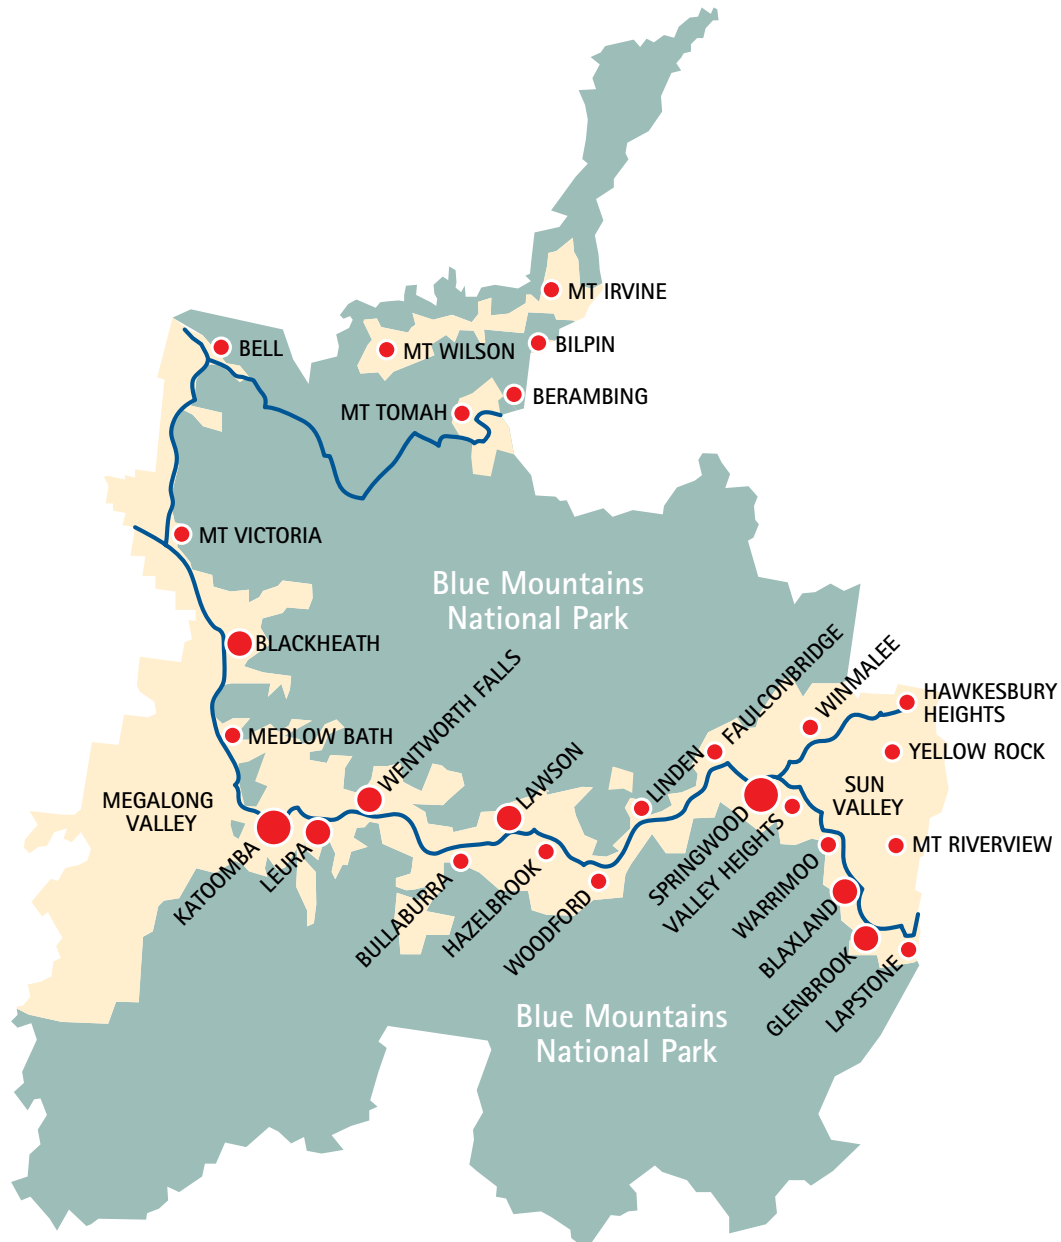 MT IRVINE
BELL
MT WILSON
BILPIN
MT TOMAH
BERAMBING
MT VICTORIA
Blue Mountains
National Park
BLACKHEATH
MEDLOW BATH
WENTWORTH FALLS
LAWSON
LINDEN
FAULCONBRIDGE
WINMALEE
HAWKESBURY
HEIGHTS
YELLOW ROCK
SUN
VALLEY
MEGALONG
VALLEY
MT RIVERVIEW
KATOOMBA
LEURA
BULLABURRA
HAZELBROOK
WOODFORD
SPRINGWOOD
VALLEY HEIGHTS
WARRIMOO
BLAXLAND
GLENBROOK
LAPSTONE
Blue Mountains
National Park